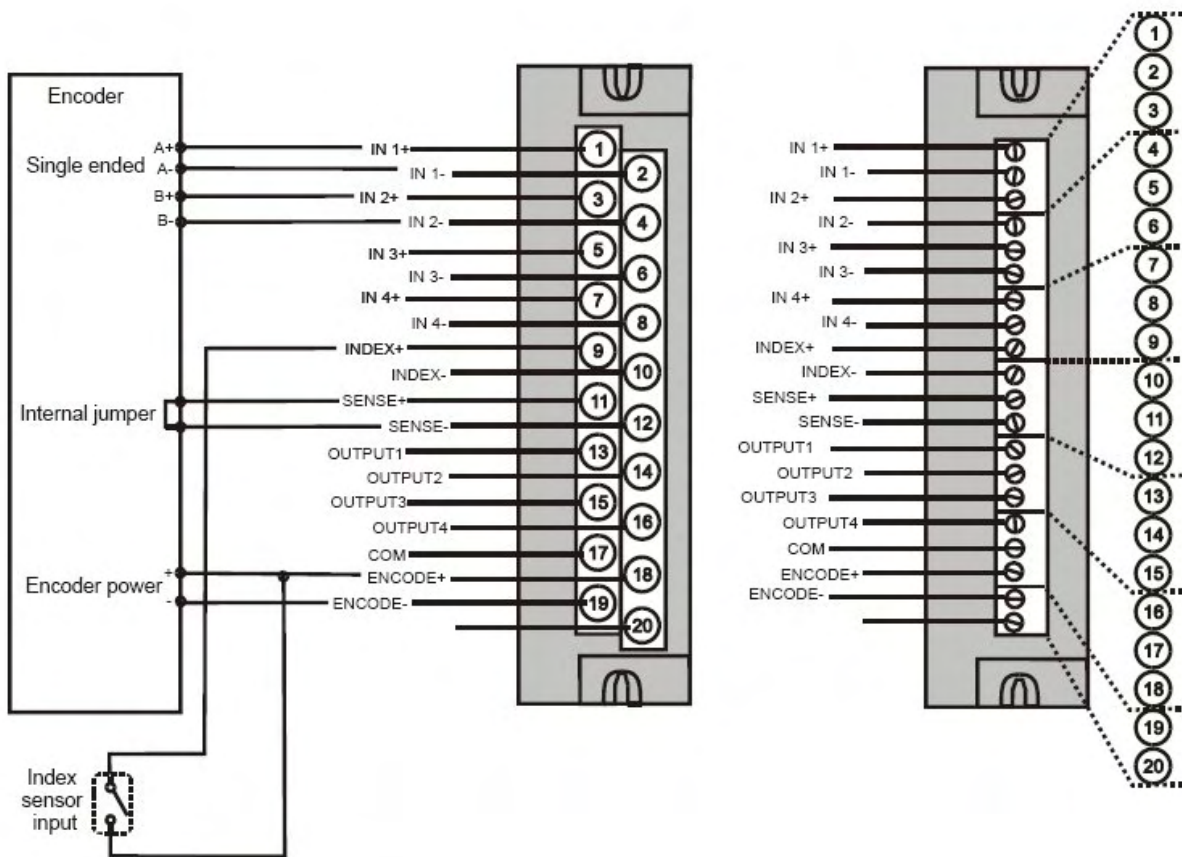 Encoder
Single ended
A+
A-
B+
B-
Internal jumper
Encoder power
+
-
Index
sensor
input
IN 1+
IN 1-
IN 2+
IN 2-
IN 3+
IN 3-
IN 4+
IN 4-
INDEX+
INDEX-
SENSE+
SENSE-
OUTPUT1
OUTPUT2
OUTPUT3
OUTPUT4
COM
ENCODE+
ENCODE-
1
2
3
4
5
6
7
8
9
10
11
12
13
14
15
16
17
18
19
20
IN 1+
IN 1-
IN 2+
IN 2-
IN 3+
IN 3-
IN 4+
IN 4-
INDEX+
INDEX-
SENSE+
SENSE-
OUTPUT1
OUTPUT2
OUTPUT3
OUTPUT4
COM
ENCODE+
ENCODE-
1
2
3
4
5
6
7
8
9
10
11
12
13
14
15
16
17
18
19
20